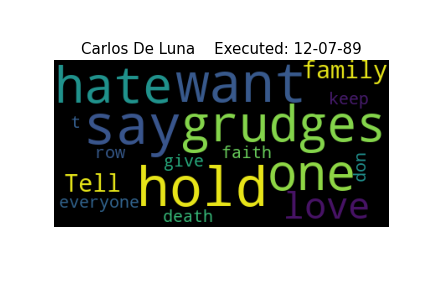 Carlos De Luna    Executed: 12-07-89
hate want family
keep
t say grudges
row give faith
Tell hold one don
everyone love
death